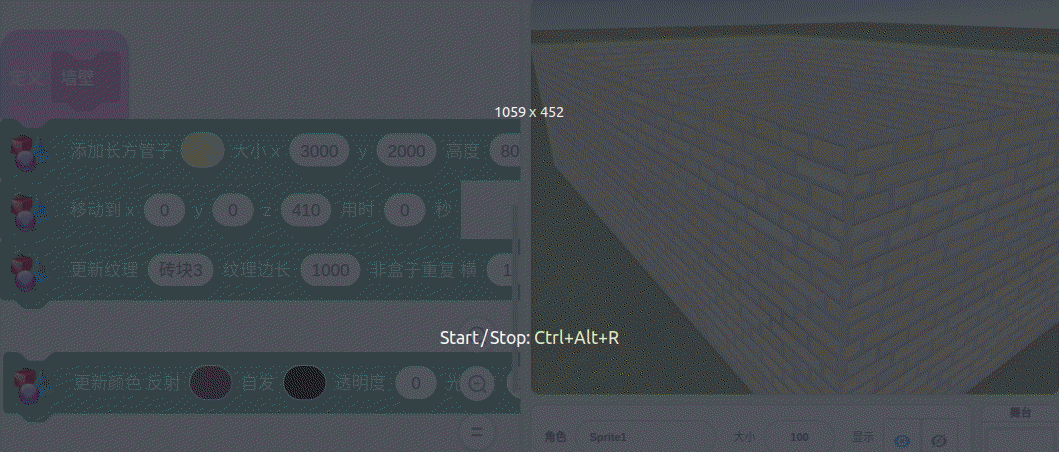 定义 墙壁
1059 x 452
添加长方管子 大小 x 3000 y 2000 高度 80
移动到 x 0 y 0 z 410 用时 0 秒
更新纹理 砖块3 纹理边长 1000 非盒子重复 横 1
Start/Stop: Ctrl+Alt+R
更新颜色 反射 自发 透明度 0 光
角色 Sprite1 大小 100 显示
舞台